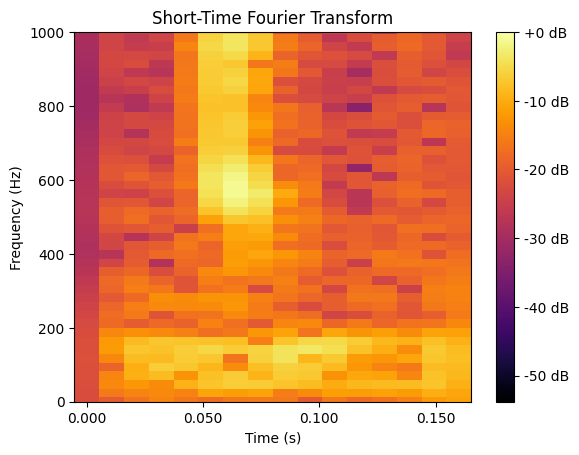 Short-Time Fourier Transform
1000
800
600
400
200
0
Frequency (Hz)
0.000
0.050
0.100
0.150
Time (s)
+0 dB
-10 dB
-20 dB
-30 dB
-40 dB
-50 dB